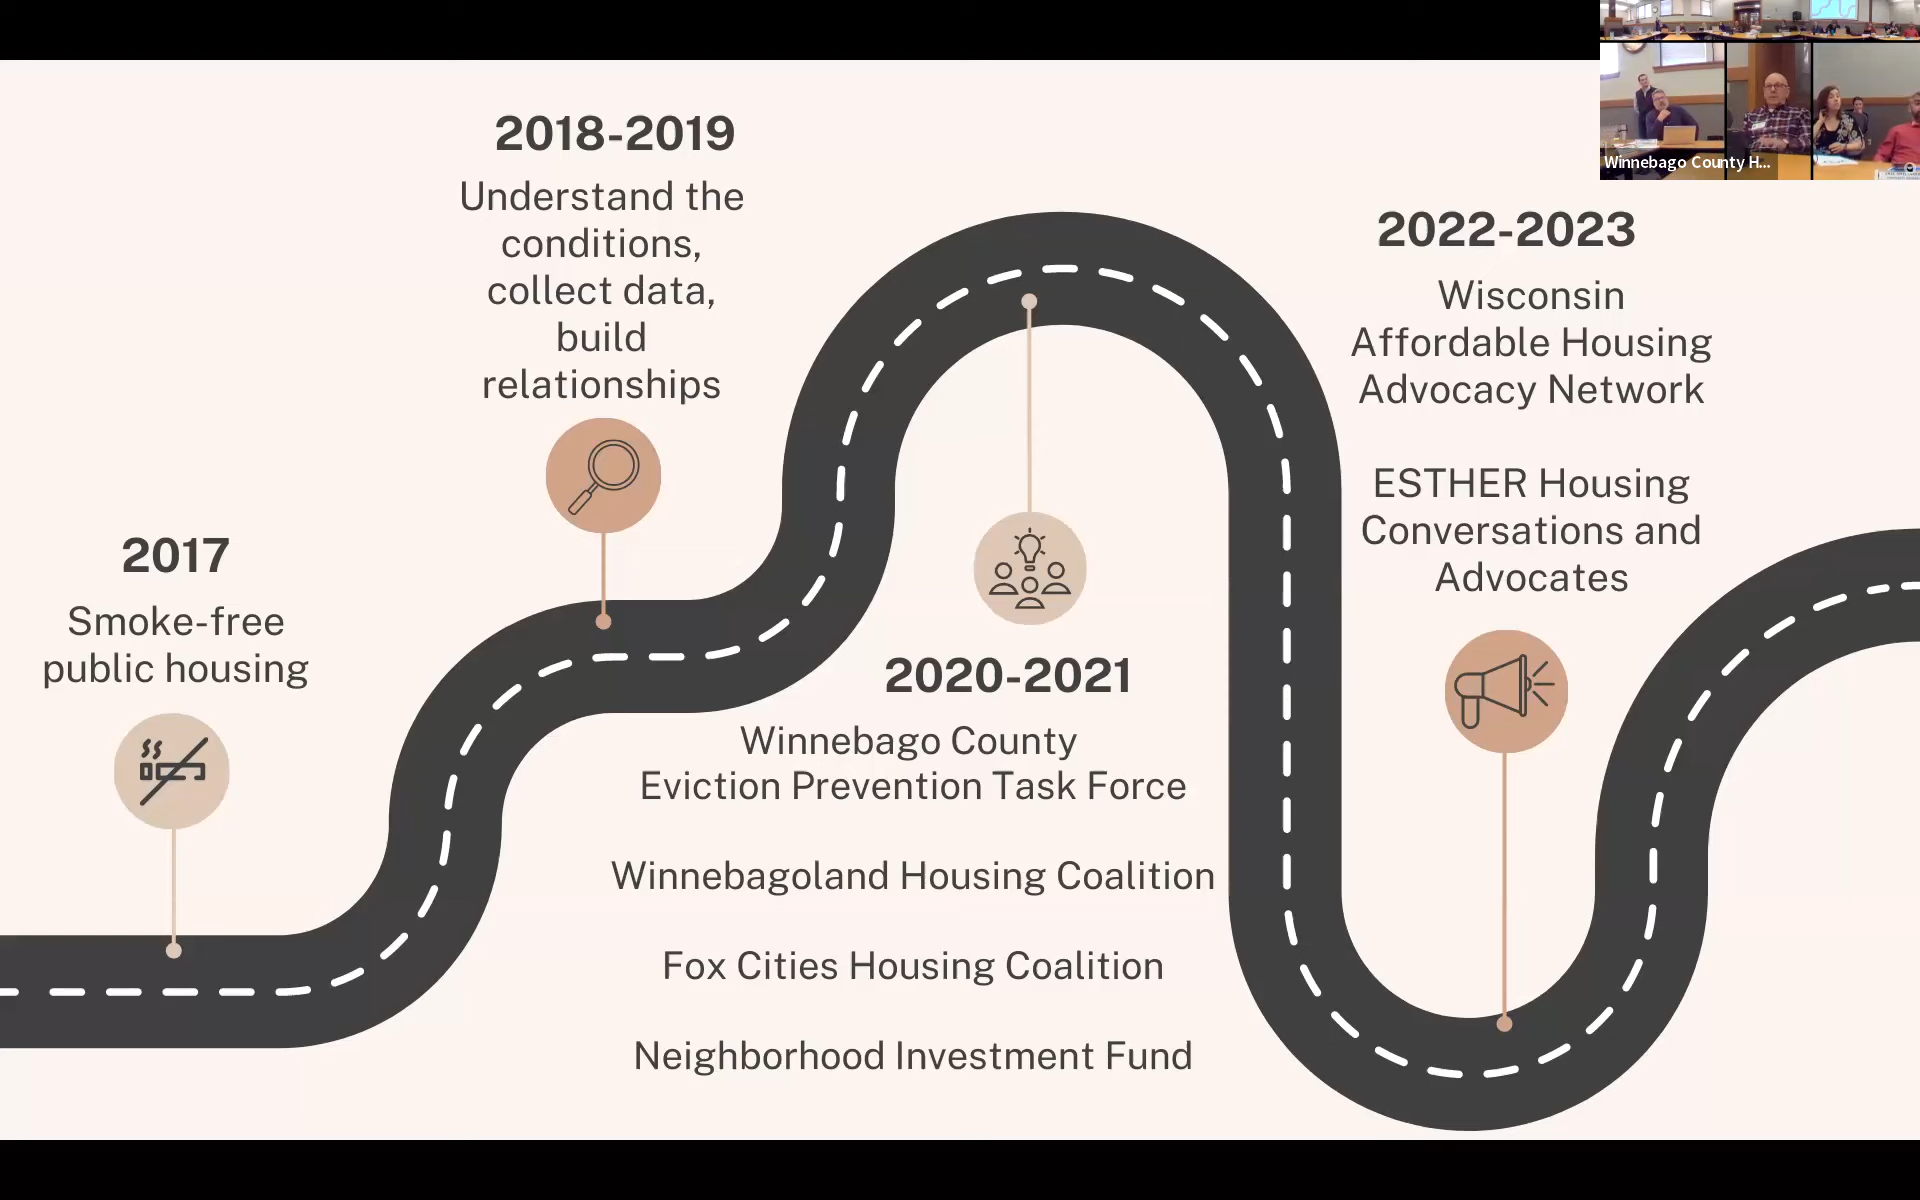 Winnebago County H...
2017
Smoke-free
public housing
2018-2019
Understand the
conditions,
collect data,
build
relationships
2020-2021
Winnebago County
Eviction Prevention Task Force
Winnebagoland Housing Coalition
Fox Cities Housing Coalition
Neighborhood Investment Fund
2022-2023
Wisconsin
Affordable Housing
Advocacy Network
ESTHER Housing
Conversations and
Advocates